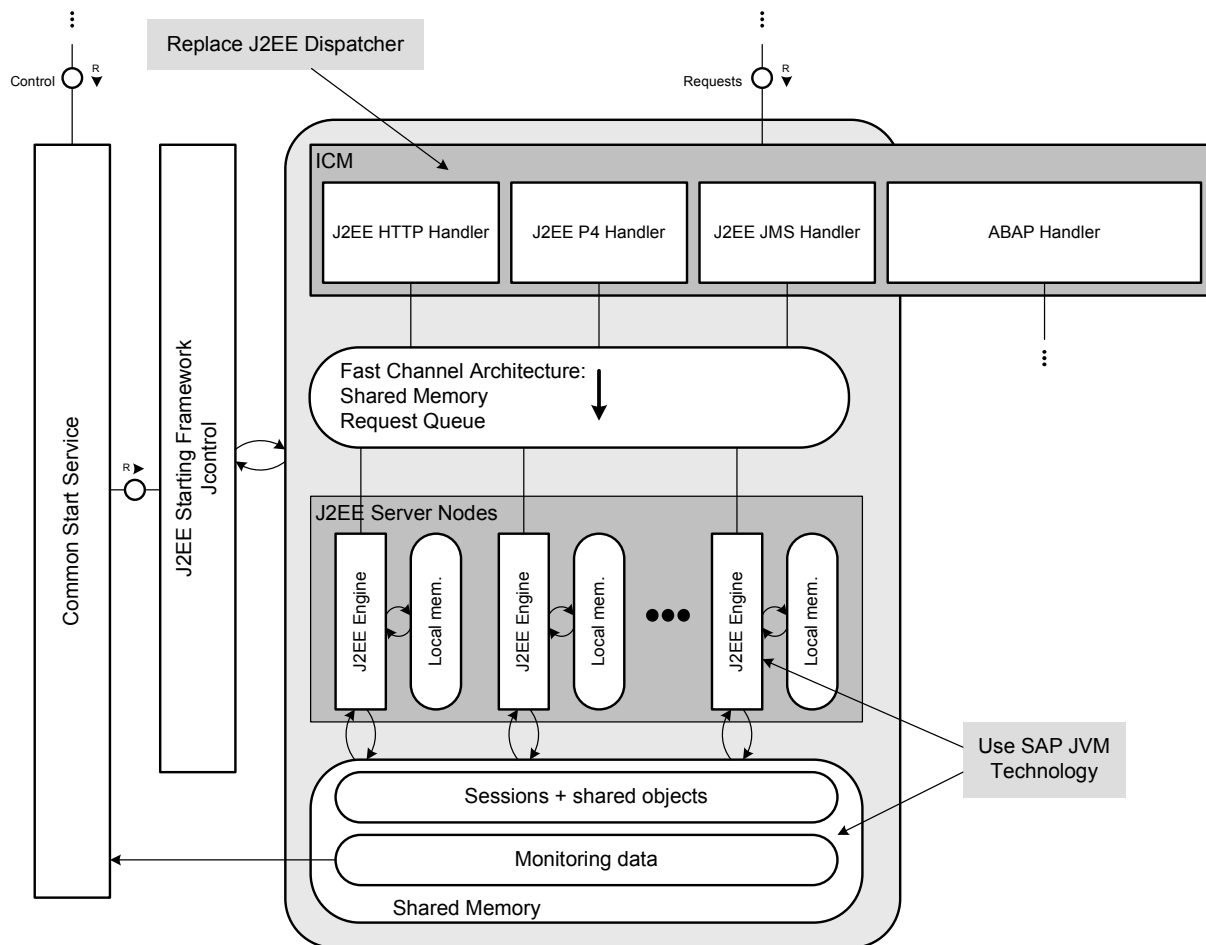 Replace J2EE Dispatcher
Control
R
Requests
R
ICM
J2EE HTTP Handler
J2EE P4 Handler
J2EE JMS Handler
ABAP Handler
Common Start Service
R
J2EE Starting Framework
Jcontrol
Fast Channel Architecture:
Shared Memory
Request Queue
J2EE Server Nodes
J2EE Engine
Local mem.
J2EE Engine
Local mem.
J2EE Engine
Local mem.
Use SAP JVM
Technology
Sessions + shared objects
Monitoring data
Shared Memory